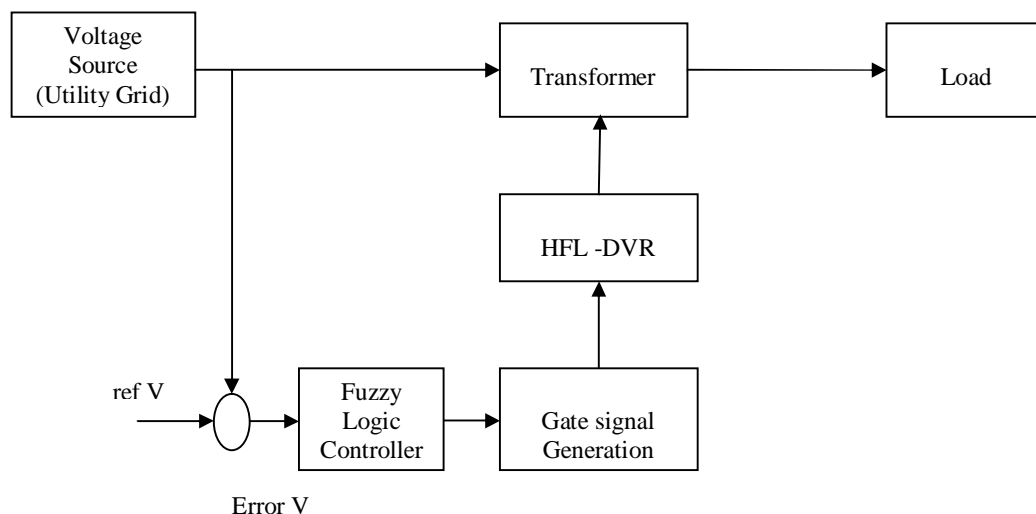 Voltage
Source
(Utility Grid)
Transformer
Load
HFL -DVR
ref V
Fuzzy
Logic
Controller
Gate signal
Generation
Error V